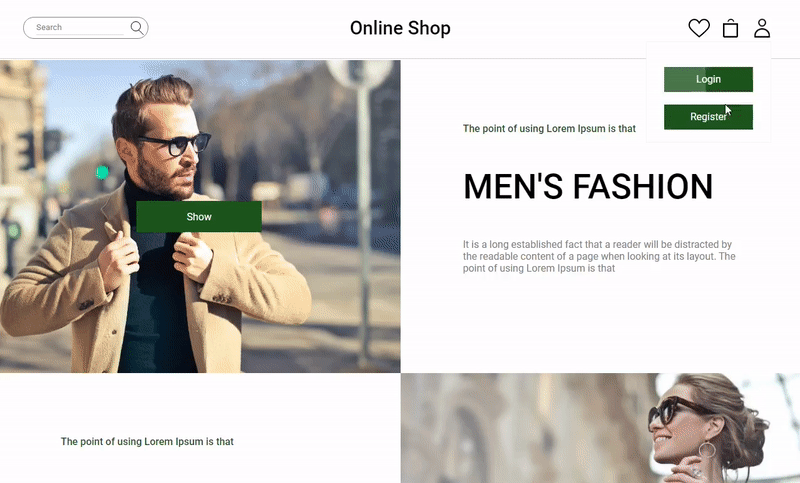 Search
Online Shop
Login
Register
The point of using Lorem Ipsum is that
MEN'S FASHION
Show
It is a long established fact that a reader will be distracted by
the readable content of a page when looking at its layout. The
point of using Lorem Ipsum is that
The point of using Lorem Ipsum is that